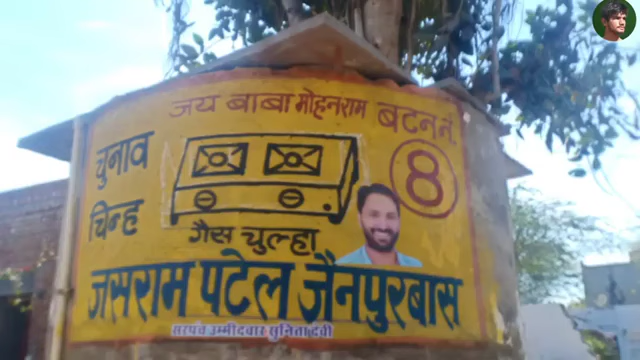 जय बाबा मोहनराम
बटन नं.
8
चुनाव
चिन्ह
गैस चुल्हा
जसराम पटेल जैनपुरबास
सरपंच उम्मीदवार सुनिता देवी